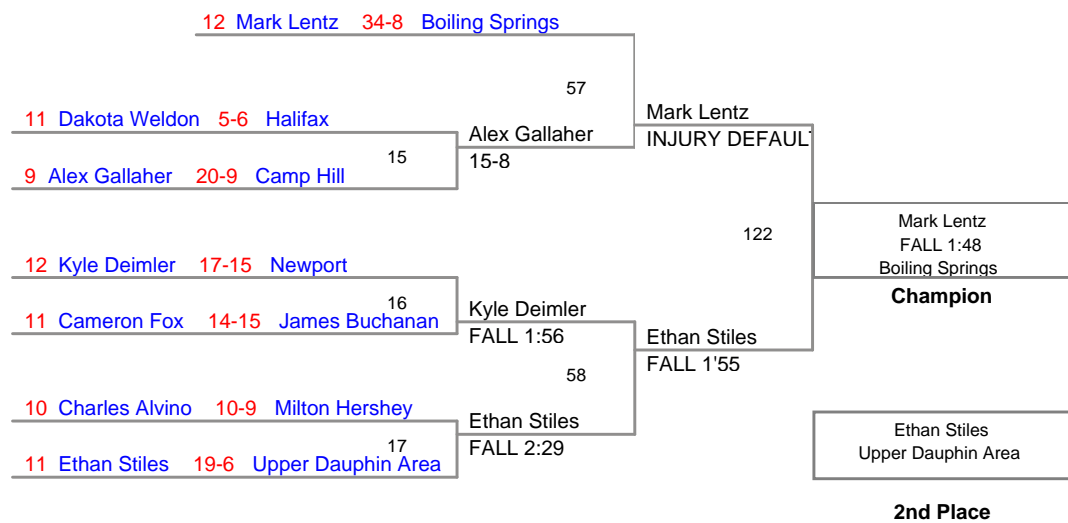 12 Mark Lentz 34-8 Boiling Springs
57
Mark Lentz
INJURY DEFAULT
11 Dakota Weldon 5-6 Halifax
15
Alex Gallaher
15-8
9 Alex Gallaher 20-9 Camp Hill
122
Mark Lentz
FALL 1:48
Boiling Springs
Champion
12 Kyle Deimler 17-15 Newport
16
Kyle Deimler
FALL 1:56
11 Cameron Fox 14-15 James Buchanan
58
Ethan Stiles
FALL 1'55
10 Charles Alvino 10-9 Milton Hershey
17
Ethan Stiles
FALL 2:29
11 Ethan Stiles 19-6 Upper Dauphin Area
Ethan Stiles
Upper Dauphin Area
2nd Place